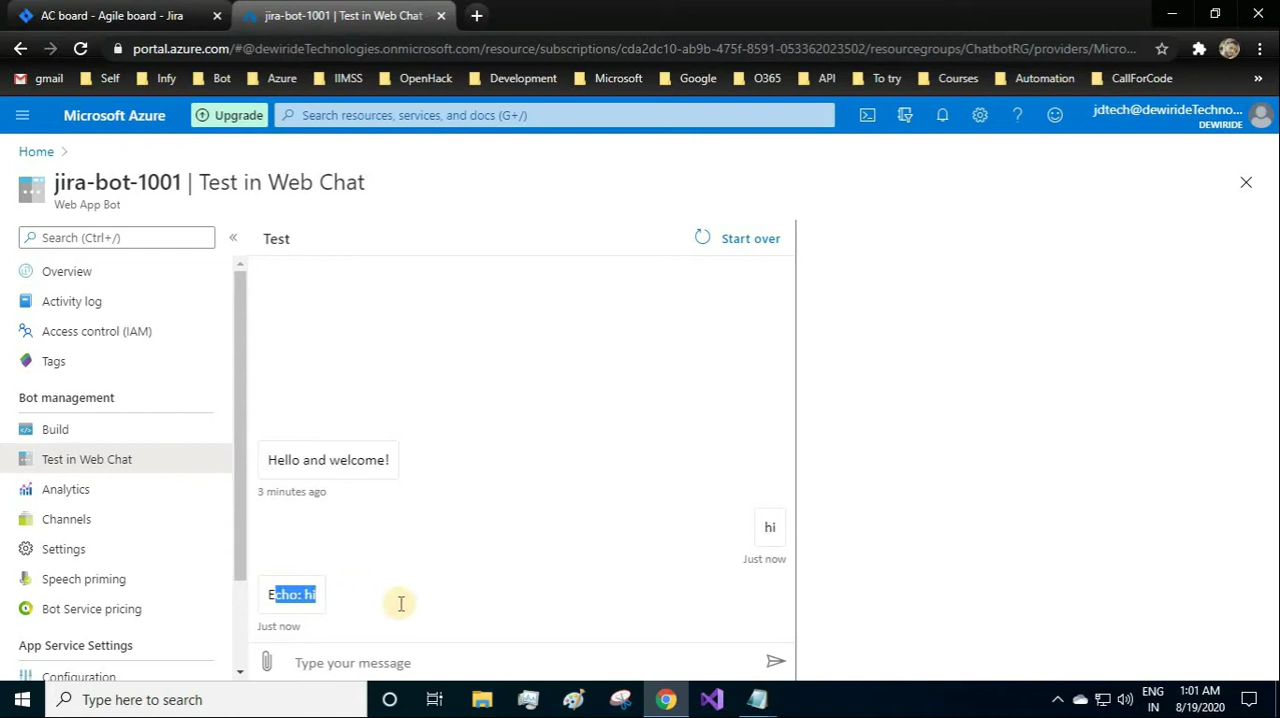 AC board - Agile board - Jira
jira-bot-1001 | Test in Web Chat
portal.azure.com/#@dewirideTechnologies.onmicrosoft.com/resource/subscriptions/cda2dc10-ab9b-475f-8591-053362023502/resourcegroups/ChatbotRG/providers/Micro...
gmail Self Infy Bot Azure IIMSS OpenHack Development Microsoft Google O365 API To try Courses Automation CallForCode »
Microsoft Azure Upgrade Search resources, services, and docs (G+/) jdtech@dewirideTechno...
DEWIRIDE
Home >
jira-bot-1001 | Test in Web Chat
Web App Bot
Search (Ctrl+/) «
Overview
Activity log
Access control (IAM)
Tags
Bot management
Build
Test in Web Chat
Analytics
Channels
Settings
Speech priming
Bot Service pricing
App Service Settings
Configuration
Test Start over
Hello and welcome!
3 minutes ago
hi
Just now
Echo: hi
Just now
Type your message
Type here to search
ENG
IN
1:01 AM
8/19/2020